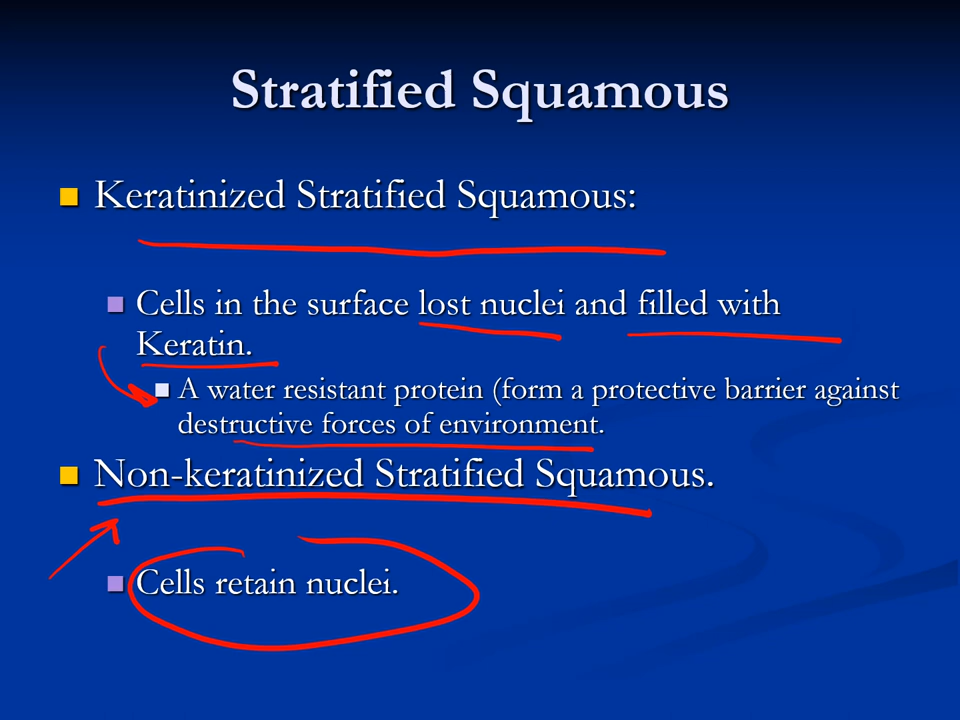 Stratified Squamous
Keratinized Stratified Squamous:
Cells in the surface lost nuclei and filled with
Keratin.
A water resistant protein (form a protective barrier against
destructive forces of environment.
Non-keratinized Stratified Squamous.
Cells retain nuclei.